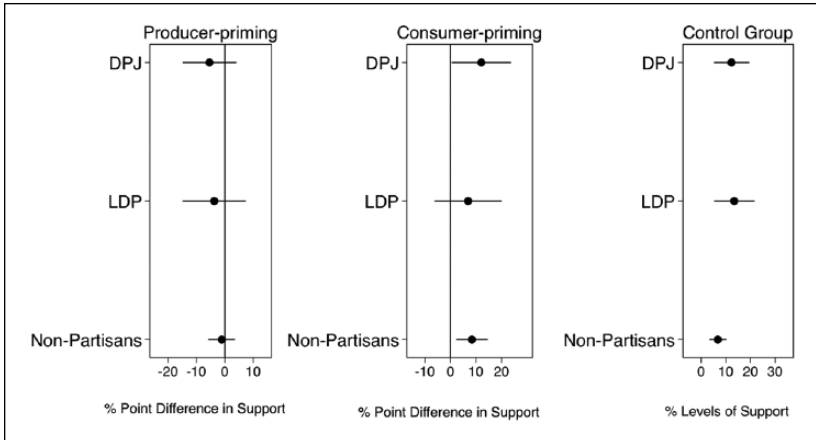 Producer-priming
DPJ
LDP
Non-Partisans
-20 -10 0 10
% Point Difference in Support
Consumer-priming
DPJ
LDP
Non-Partisans
-10 0 10 20
% Point Difference in Support
Control Group
DPJ
LDP
Non-Partisans
0 10 20 30
% Levels of Support